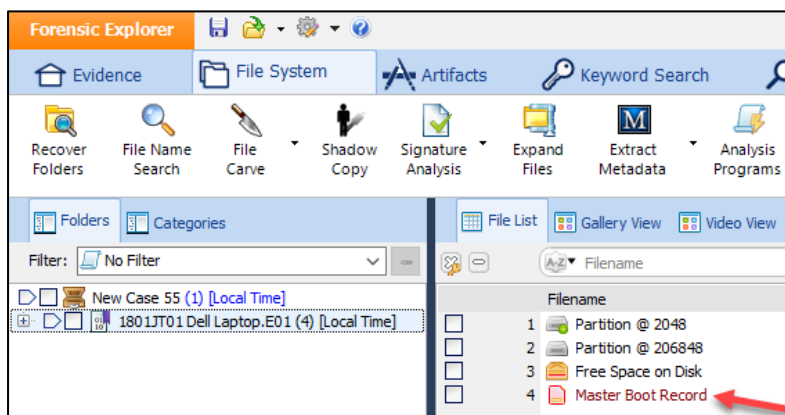 Forensic Explorer
Evidence File System Artifacts Keyword Search
Recover Folders File Name Search File Carve Shadow Copy Signature Analysis Expand Files Extract Metadata Analysis Programs
Folders Categories File List Gallery View Video View
Filter: No Filter A-Z Filename
Filename
New Case 55 (1) [Local Time] 1 Partition @ 2048
1801JT01 Dell Laptop.E01 (4) [Local Time] 2 Partition @ 206848
3 Free Space on Disk
4 Master Boot Record